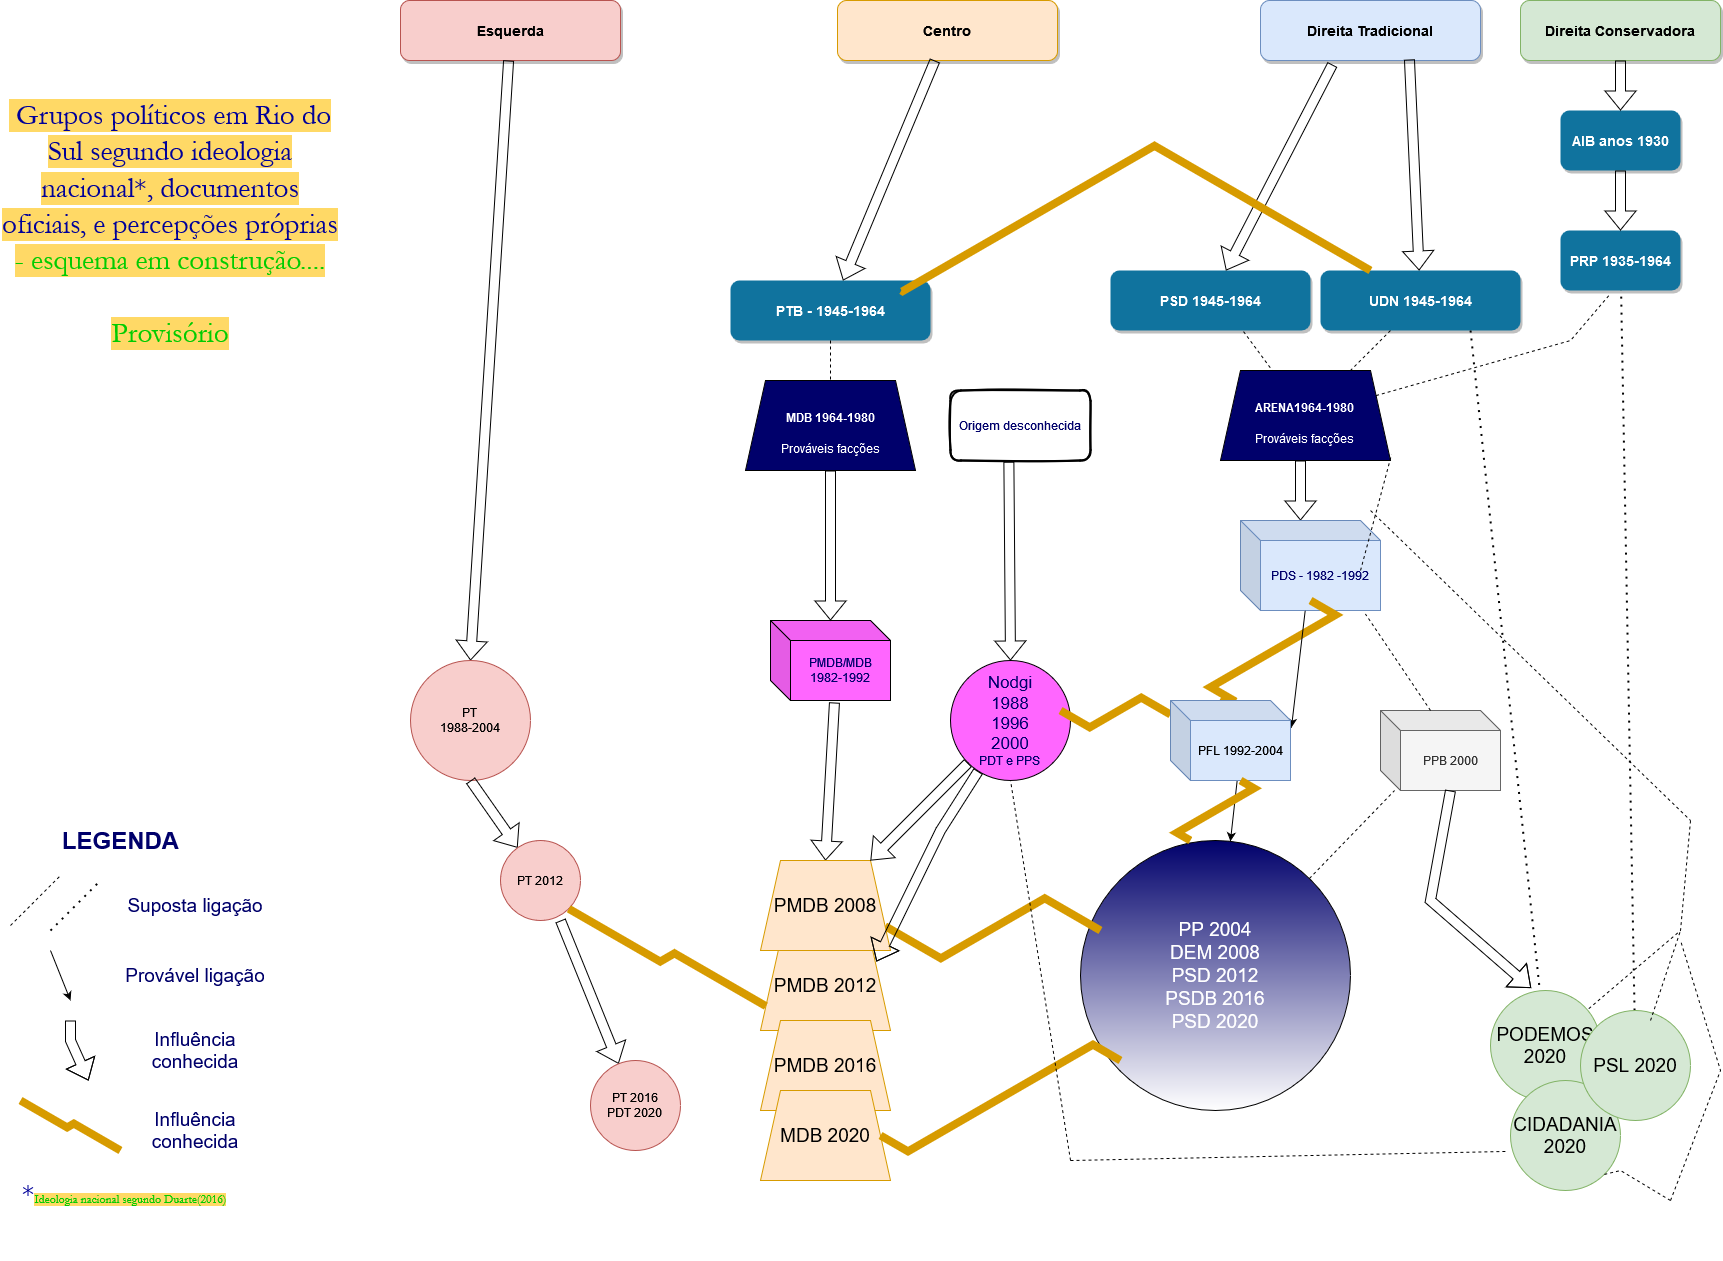 Esquerda
Centro
Direita Tradicional
Direita Conservadora
Grupos políticos em Rio do
Sul segundo ideologia
nacional*, documentos
oficiais, e percepções próprias
- esquema em construção....
Provisório
AIB anos 1930
PRP 1935-1964
PTB - 1945-1964
PSD 1945-1964
UDN 1945-1964
MDB 1964-1980
Prováveis facções
Origem desconhecida
ARENA1964-1980
Prováveis facções
PDS - 1982 -1992
PMDB/MDB
1982-1992
PT
1988-2004
Nodgi
1988
1996
2000
PDT e PPS
PFL 1992-2004
PPB 2000
PT 2012
PMDB 2008
PMDB 2012
PMDB 2016
MDB 2020
PP 2004
DEM 2008
PSD 2012
PSDB 2016
PSD 2020
PT 2016
PDT 2020
PODEMOS
2020
PSL 2020
CIDADANIA
2020
LEGENDA
Suposta ligação
Provável ligação
Influência
conhecida
Influência
conhecida
*Ideologia nacional segundo Duarte(2016)